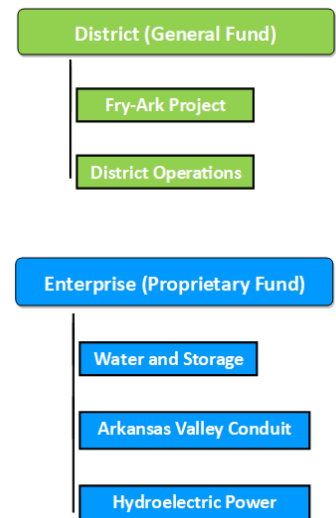 District (General Fund)
Fry-Ark Project
District Operations
Enterprise (Proprietary Fund)
Water and Storage
Arkansas Valley Conduit
Hydroelectric Power